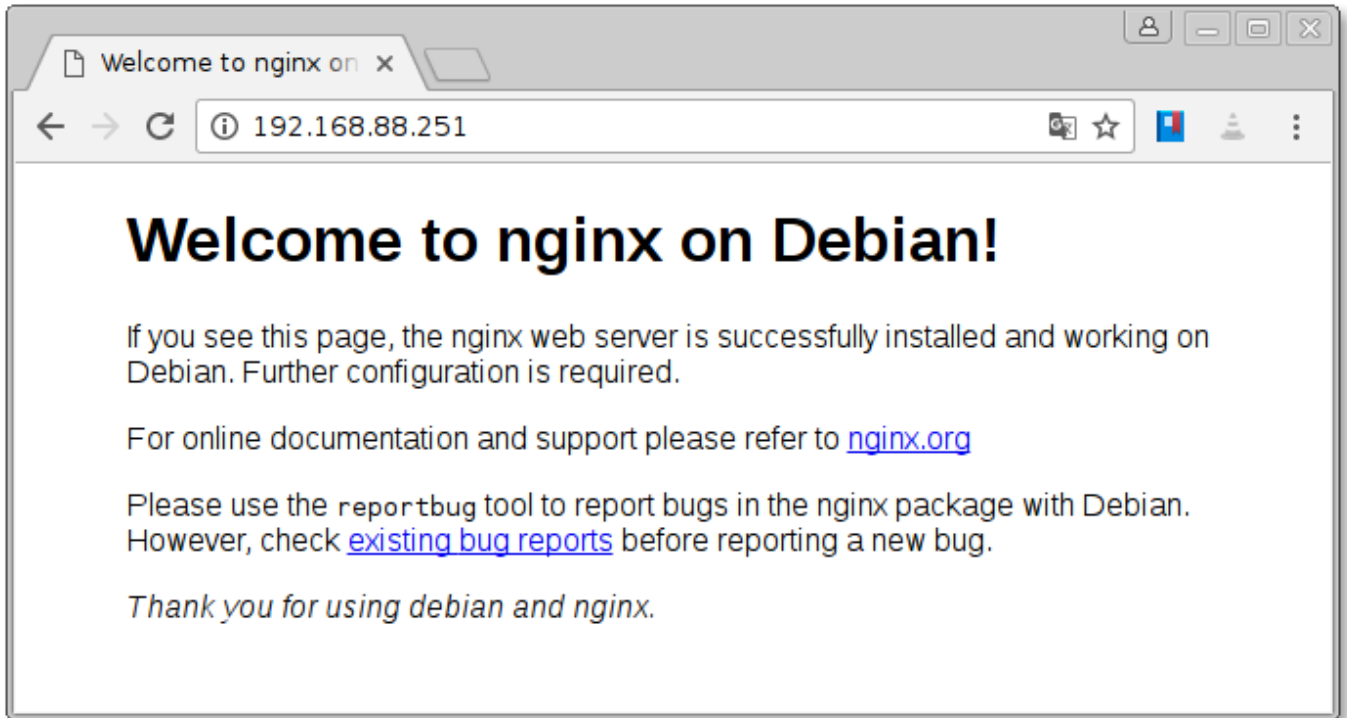 Welcome to nginx on
192.168.88.251
Welcome to nginx on Debian!
If you see this page, the nginx web server is successfully installed and working on
Debian. Further configuration is required.
For online documentation and support please refer to nginx.org
Please use the reportbug tool to report bugs in the nginx package with Debian.
However, check existing bug reports before reporting a new bug.
Thank you for using debian and nginx.